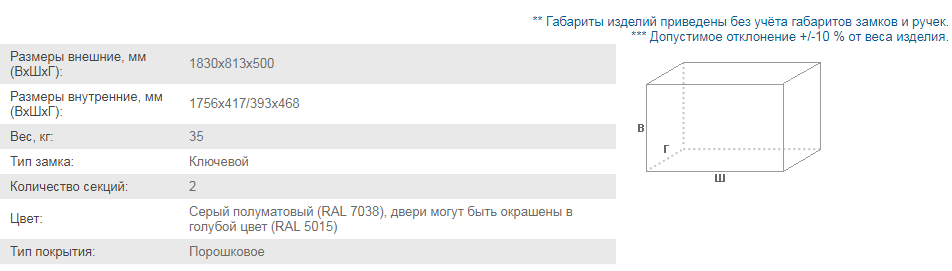 ** Габариты изделий приведены без учёта габаритов замков и ручек.
*** Допустимое отклонение +/-10 % от веса изделия.
Размеры внешние, мм
(ВхШхГ):
1830x813x500
Размеры внутренние, мм
(ВхШхГ):
1756x417/393x468
Вес, кг:
35
Тип замка:
Ключевой
Количество секций:
2
Цвет:
Серый полуматовый (RAL 7038), двери могут быть окрашены в
голубой цвет (RAL 5015)
Тип покрытия:
Порошковое
В
Г
Ш